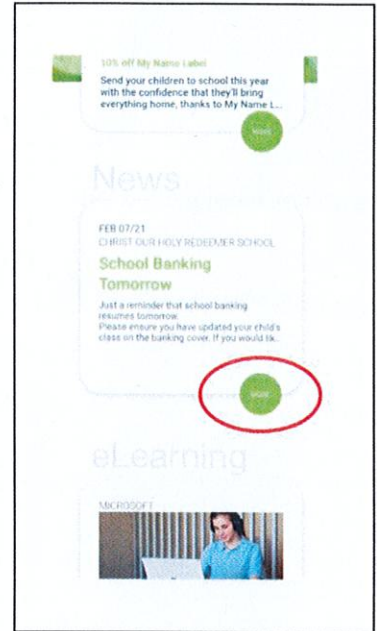 10% off My Name Label
Send your children to school this year
with the confidence that they'll bring
everything home, thanks to My Name L...
MORE
News
FEB 07/21
CHRIST OUR HOLY REDEEMER SCHOOL
School Banking
Tomorrow
Just a reminder that school banking
resumes tomorrow.
Please ensure you have updated your child's
class on the banking cover. If you would lik..
MORE
eLearning
MICROSOFT